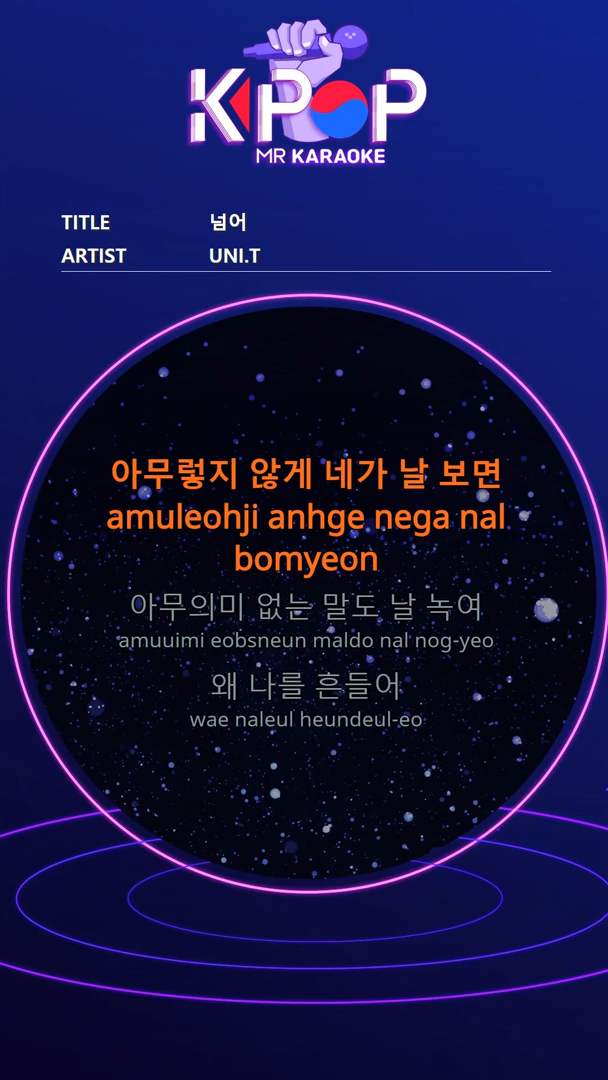 KPOP
MR KARAOKE
TITLE 넘어
ARTIST UNI.T
아무렇지 않게 네가 날 보면
amuleohji anhge nega nal
bomyeon
아무의미 없는 말도 날 녹여
amuuimi eobsneun maldo nal nog-yeo
왜 나를 흔들어
wae naleul heundeul-eo